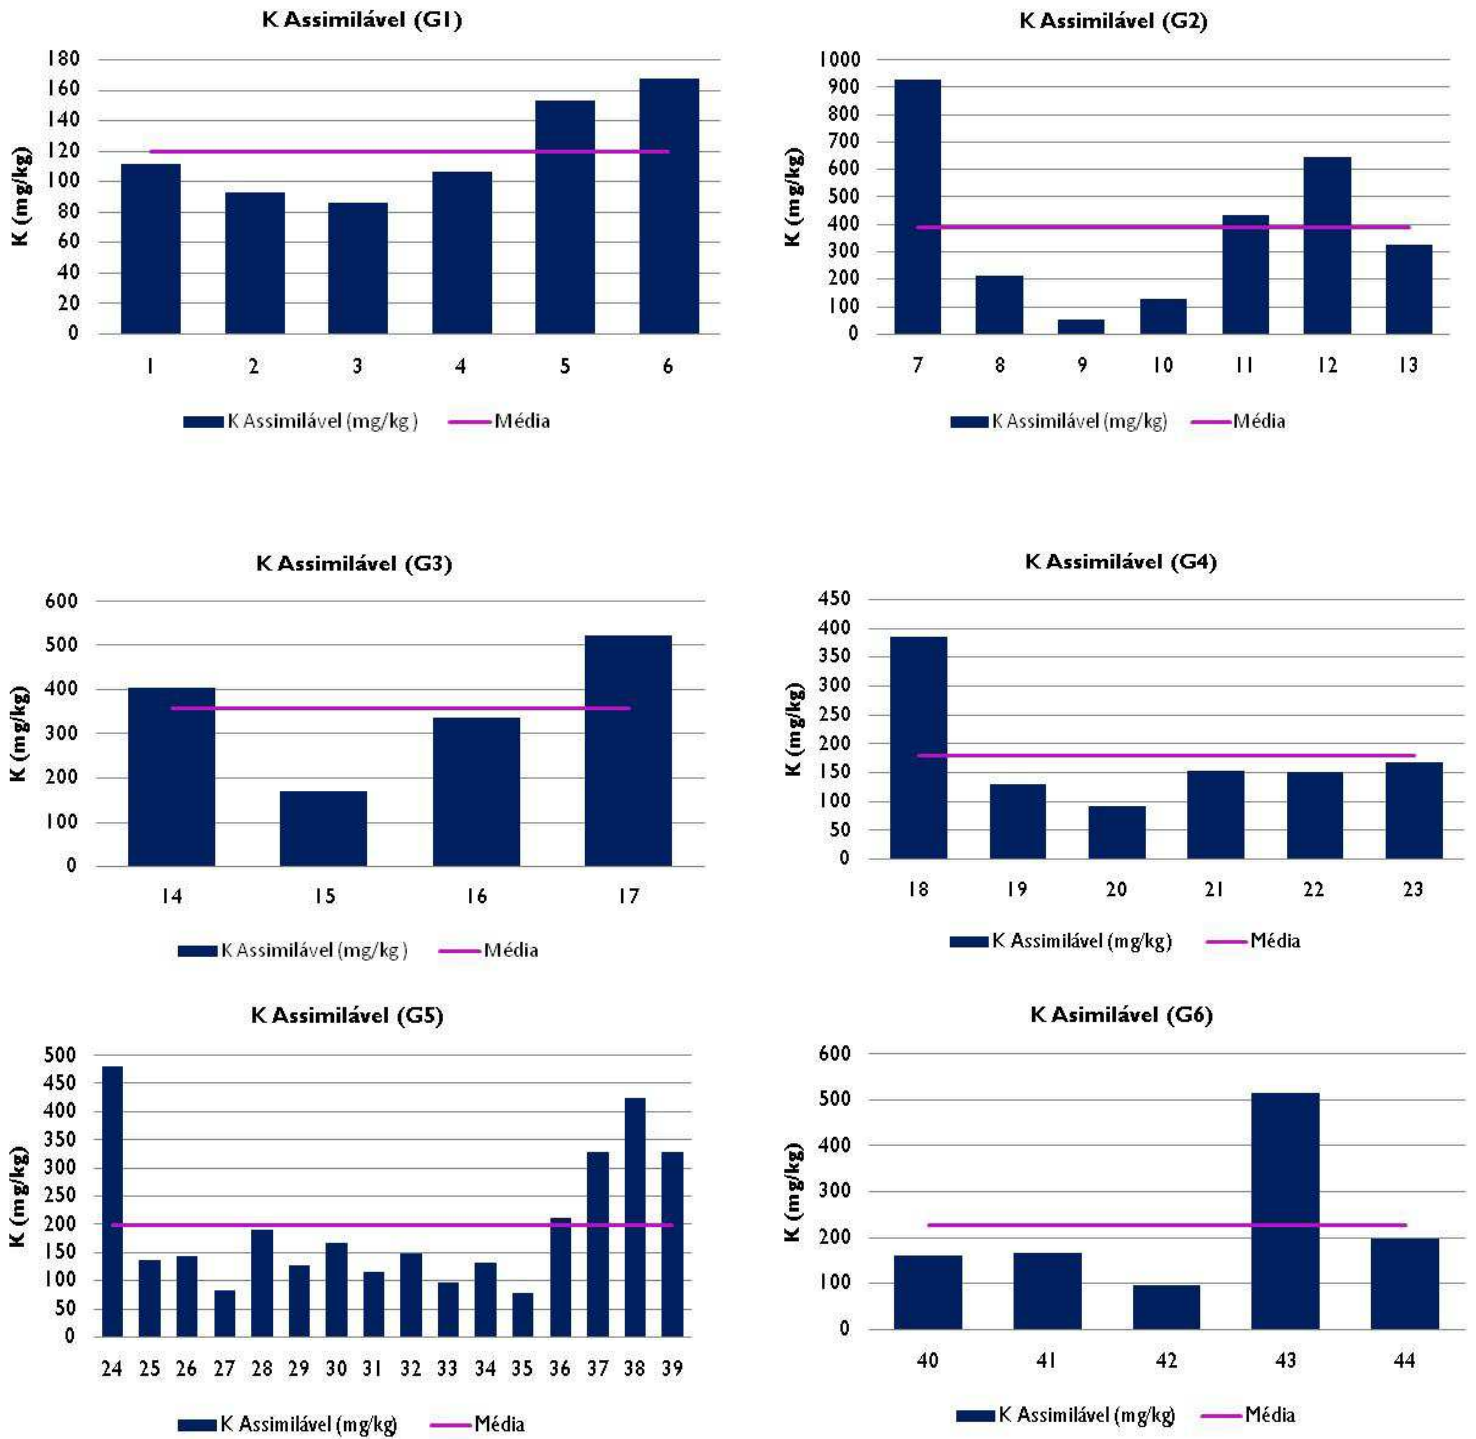 K Assimilável (G1)
180
160
140
120
100
80
60
40
20
0
K (mg/kg)
1 2 3 4 5 6
K Assimilável (mg/kg) Média
K Assimilável (G2)
1000
900
800
700
600
500
400
300
200
100
0
K (mg/kg)
7 8 9 10 11 12 13
K Assimilável (mg/kg) Média
K Assimilável (G3)
600
500
400
300
200
100
0
K (mg/kg)
14 15 16 17
K Assimilável (mg/kg) Média
K Assimilável (G4)
450
400
350
300
250
200
150
100
50
0
K (mg/kg)
18 19 20 21 22 23
K Assimilável (mg/kg) Média
K Assimilável (G5)
500
450
400
350
300
250
200
150
100
50
0
K (mg/kg)
24 25 26 27 28 29 30 31 32 33 34 35 36 37 38 39
K Assimilável (mg/kg) Média
K Asimilável (G6)
600
500
400
300
200
100
0
K (mg/kg)
40 41 42 43 44
K Assimilável (mg/kg) Média